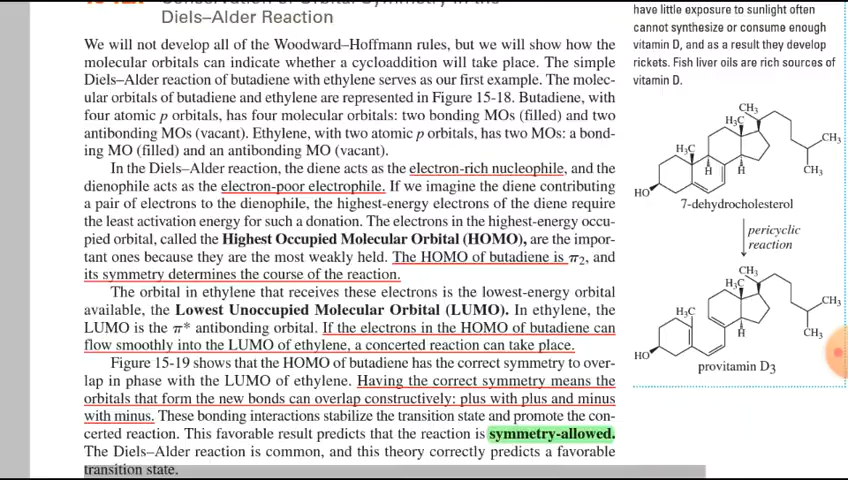 Conservation of Orbital Symmetry in the
Diels–Alder Reaction
We will not develop all of the Woodward–Hoffmann rules, but we will show how the
molecular orbitals can indicate whether a cycloaddition will take place. The simple
Diels–Alder reaction of butadiene with ethylene serves as our first example. The molec-
ular orbitals of butadiene and ethylene are represented in Figure 15-18. Butadiene, with
four atomic p orbitals, has four molecular orbitals: two bonding MOs (filled) and two
antibonding MOs (vacant). Ethylene, with two atomic p orbitals, has two MOs: a bond-
ing MO (filled) and an antibonding MO (vacant).
In the Diels–Alder reaction, the diene acts as the electron-rich nucleophile, and the
dienophile acts as the electron-poor electrophile. If we imagine the diene contributing
a pair of electrons to the dienophile, the highest-energy electrons of the diene require
the least activation energy for such a donation. The electrons in the highest-energy occu-
pied orbital, called the Highest Occupied Molecular Orbital (HOMO), are the impor-
tant ones because they are the most weakly held. The HOMO of butadiene is π₂, and
its symmetry determines the course of the reaction.
The orbital in ethylene that receives these electrons is the lowest-energy orbital
available, the Lowest Unoccupied Molecular Orbital (LUMO). In ethylene, the
LUMO is the π* antibonding orbital. If the electrons in the HOMO of butadiene can
flow smoothly into the LUMO of ethylene, a concerted reaction can take place.
Figure 15-19 shows that the HOMO of butadiene has the correct symmetry to over-
lap in phase with the LUMO of ethylene. Having the correct symmetry means the
orbitals that form the new bonds can overlap constructively: plus with plus and minus
with minus. These bonding interactions stabilize the transition state and promote the con-
certed reaction. This favorable result predicts that the reaction is symmetry-allowed.
The Diels–Alder reaction is common, and this theory correctly predicts a favorable
transition state.
have little exposure to sunlight often
cannot synthesize or consume enough
vitamin D, and as a result they develop
rickets. Fish liver oils are rich sources of
vitamin D.
CH₃
H₃C
CH₃
H₃C
H H
CH₃
HO
7-dehydrocholesterol
pericyclic
reaction
CH₃
H₃C
CH₃
H₃C
H
CH₃
HO
provitamin D₃